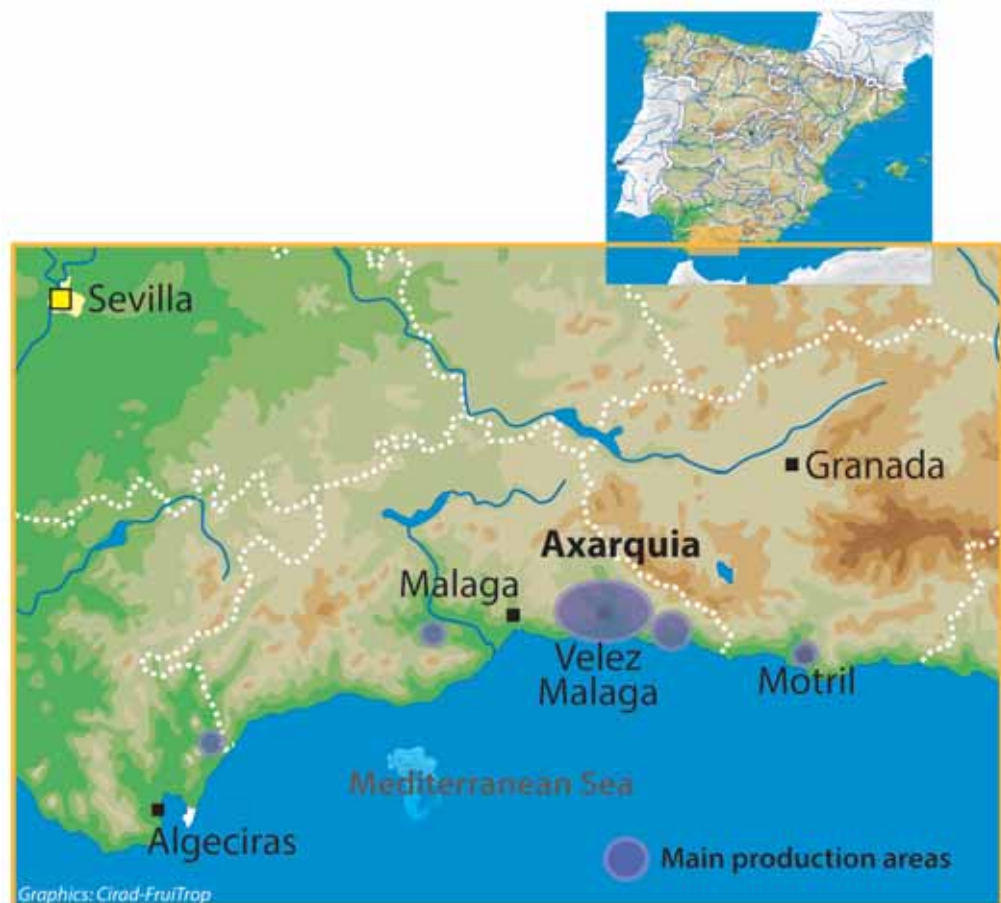 Sevilla
Granada
Axarquia
Malaga
Velez
Malaga
Motril
Mediterranean Sea
Algeciras
Main production areas
Graphics: Cirad-FruiTrop